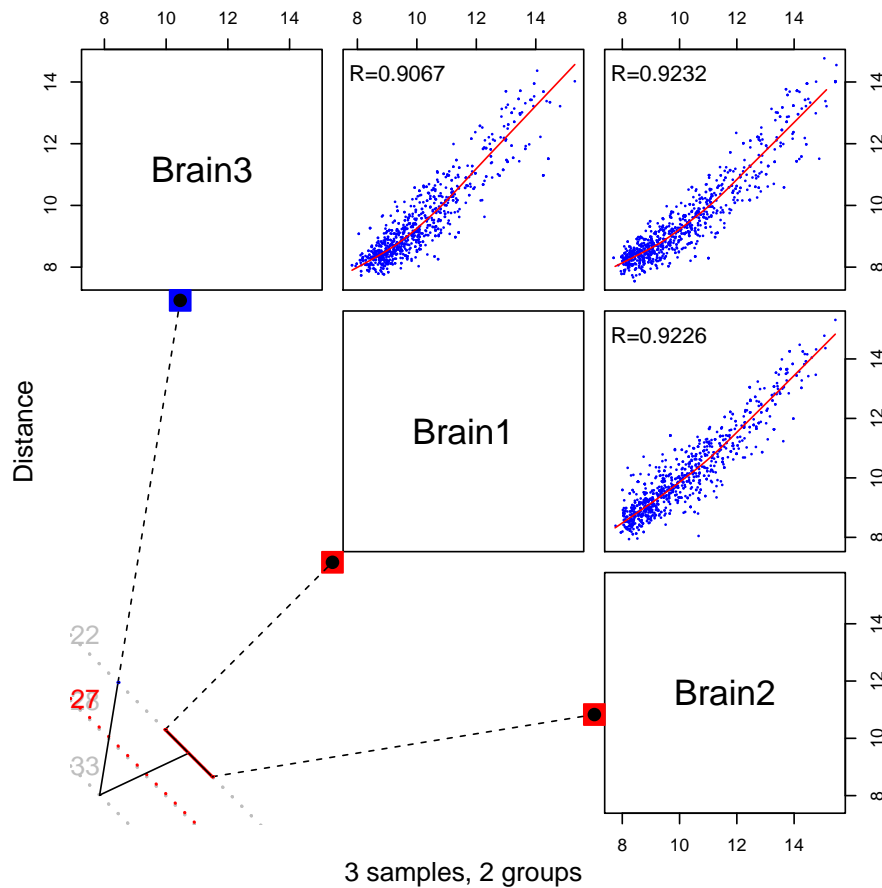 8 10 12 14 8 10 12 14 8 10 12 14
8 10 12 14
Brain3
R=0.9067
R=0.9232
Distance
Brain1
R=0.9226
8 10 12 14
Brain2
8 10 12 14
22
27
33
8 10 12 14
3 samples, 2 groups